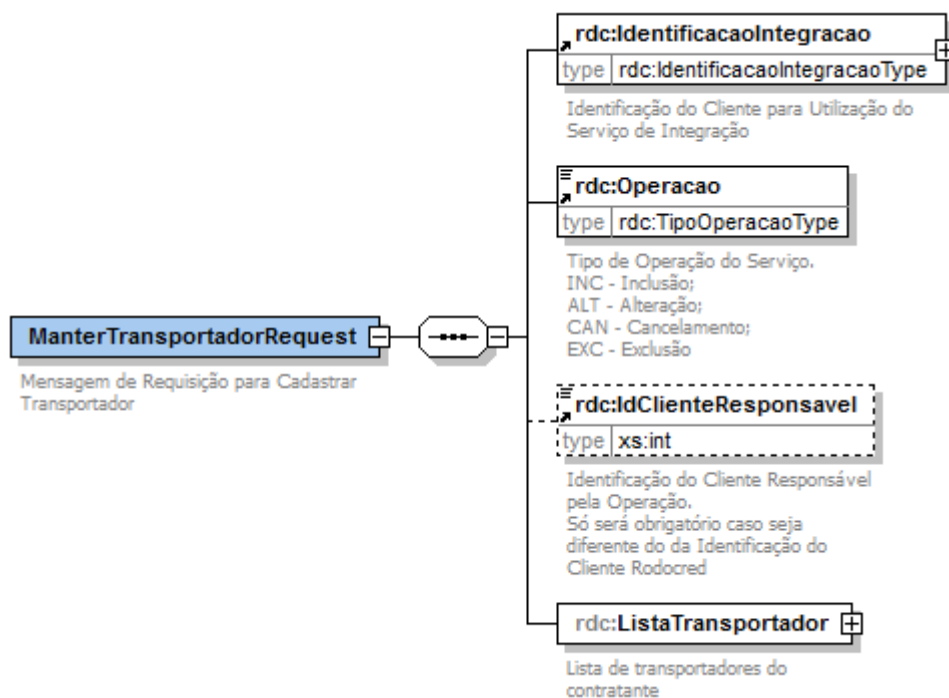 rdc:IdentificacaoIntegracao
type rdc:IdentificacaoIntegracaoType
Identificação do Cliente para Utilização do
Serviço de Integração
rdc:Operacao
type rdc:TipoOperacaoType
Tipo de Operação do Serviço.
INC - Inclusão;
ALT - Alteração;
CAN - Cancelamento;
EXC - Exclusão
ManterTransportadorRequest
Mensagem de Requisição para Cadastrar
Transportador
rdc:IdClienteResponsavel
type xs:int
Identificação do Cliente Responsável
pela Operação.
Só será obrigatório caso seja
diferente do da Identificação do
Cliente Rodocred
rdc:ListaTransportador
Lista de transportadores do
contratante